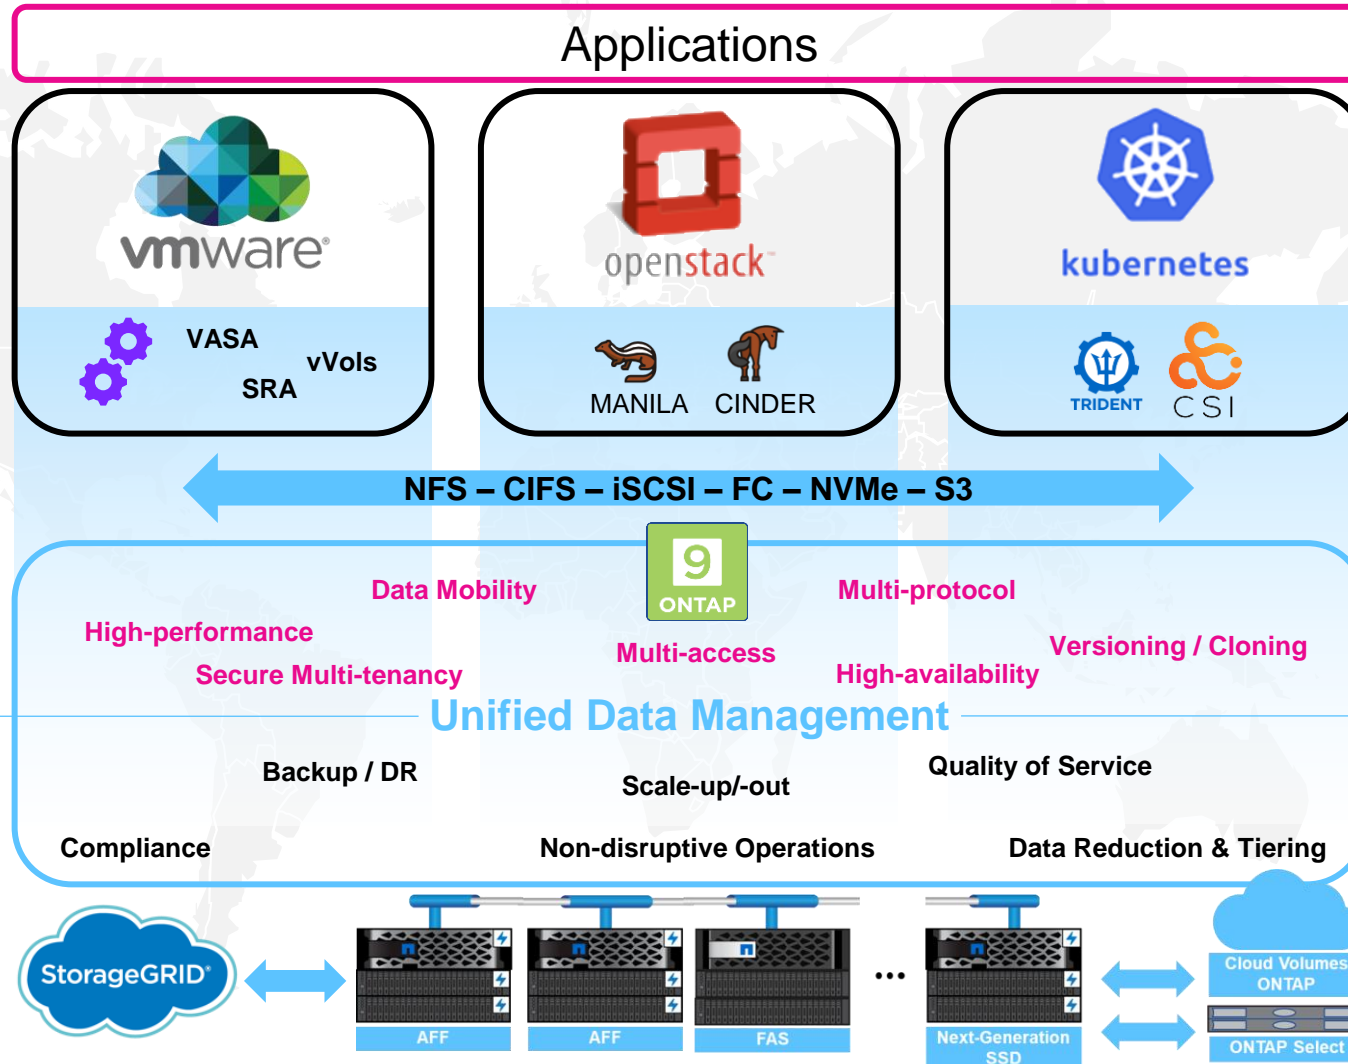 Applications
vmware®
openstack™
kubernetes
VASA
vVols
SRA
MANILA
CINDER
TRIDENT
CSI
NFS – CIFS – iSCSI – FC – NVMe – S3
9
ONTAP
Data Mobility
Multi-protocol
High-performance
Multi-access
Versioning / Cloning
Secure Multi-tenancy
High-availability
Unified Data Management
Backup / DR
Scale-up/-out
Quality of Service
Compliance
Non-disruptive Operations
Data Reduction & Tiering
StorageGRID®
AFF
AFF
FAS
...
Next-Generation
SSD
Cloud Volumes
ONTAP
ONTAP Select